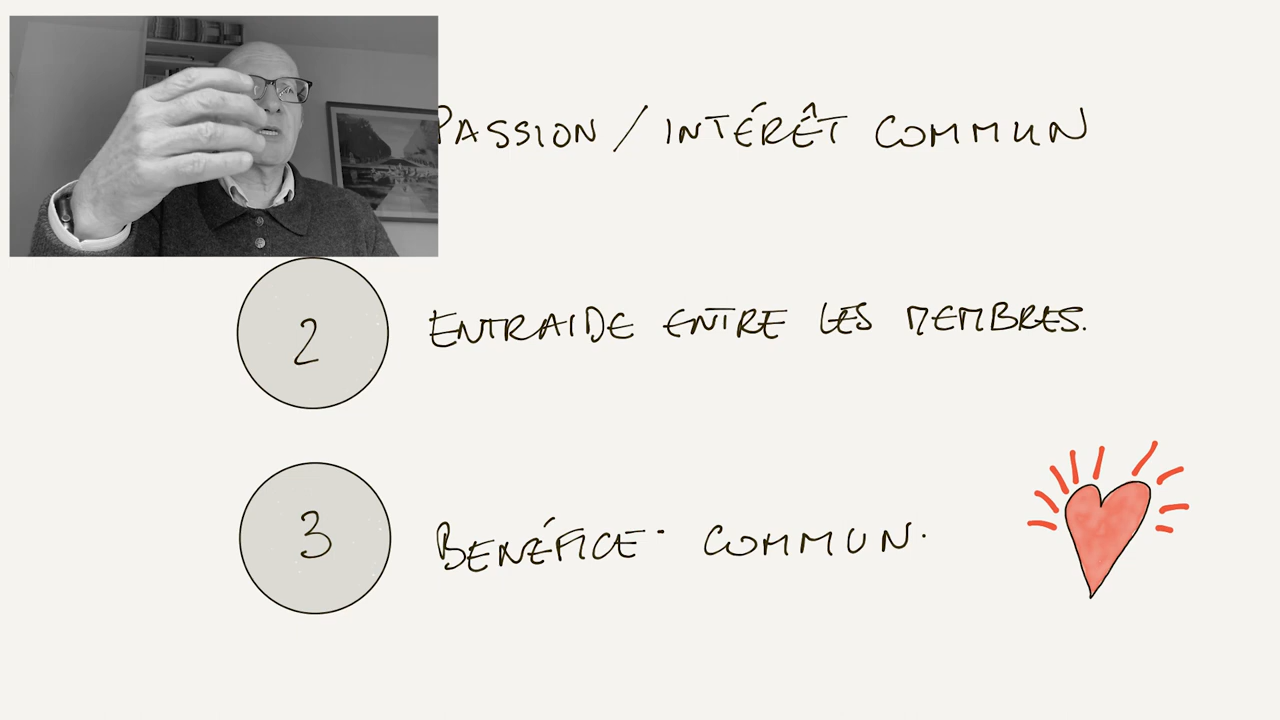 PASSION / INTÉRÊT COMMUN
2
ENTRAIDE ENTRE LES MEMBRES.
3
BENÉFICE COMMUN.